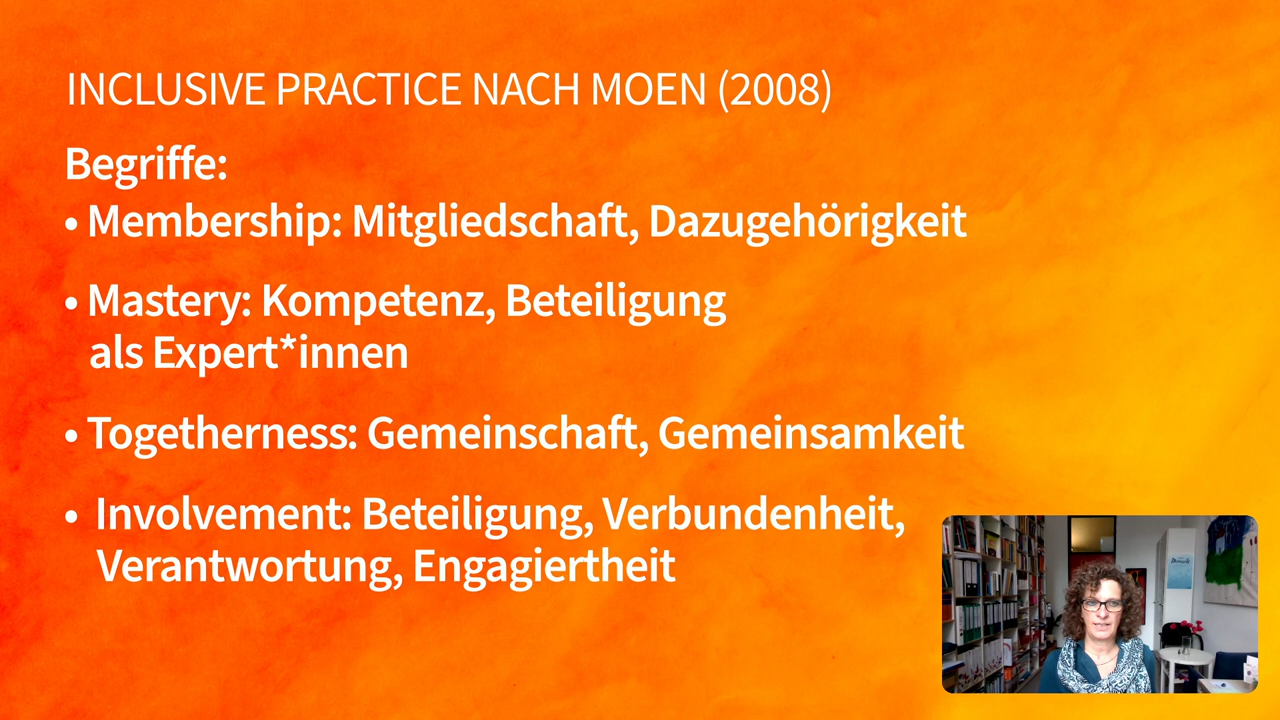 INCLUSIVE PRACTICE NACH MOEN (2008)
Begriffe:
• Membership: Mitgliedschaft, Dazugehörigkeit
• Mastery: Kompetenz, Beteiligung
als Expert*innen
• Togetherness: Gemeinschaft, Gemeinsamkeit
• Involvement: Beteiligung, Verbundenheit,
Verantwortung, Engagiertheit